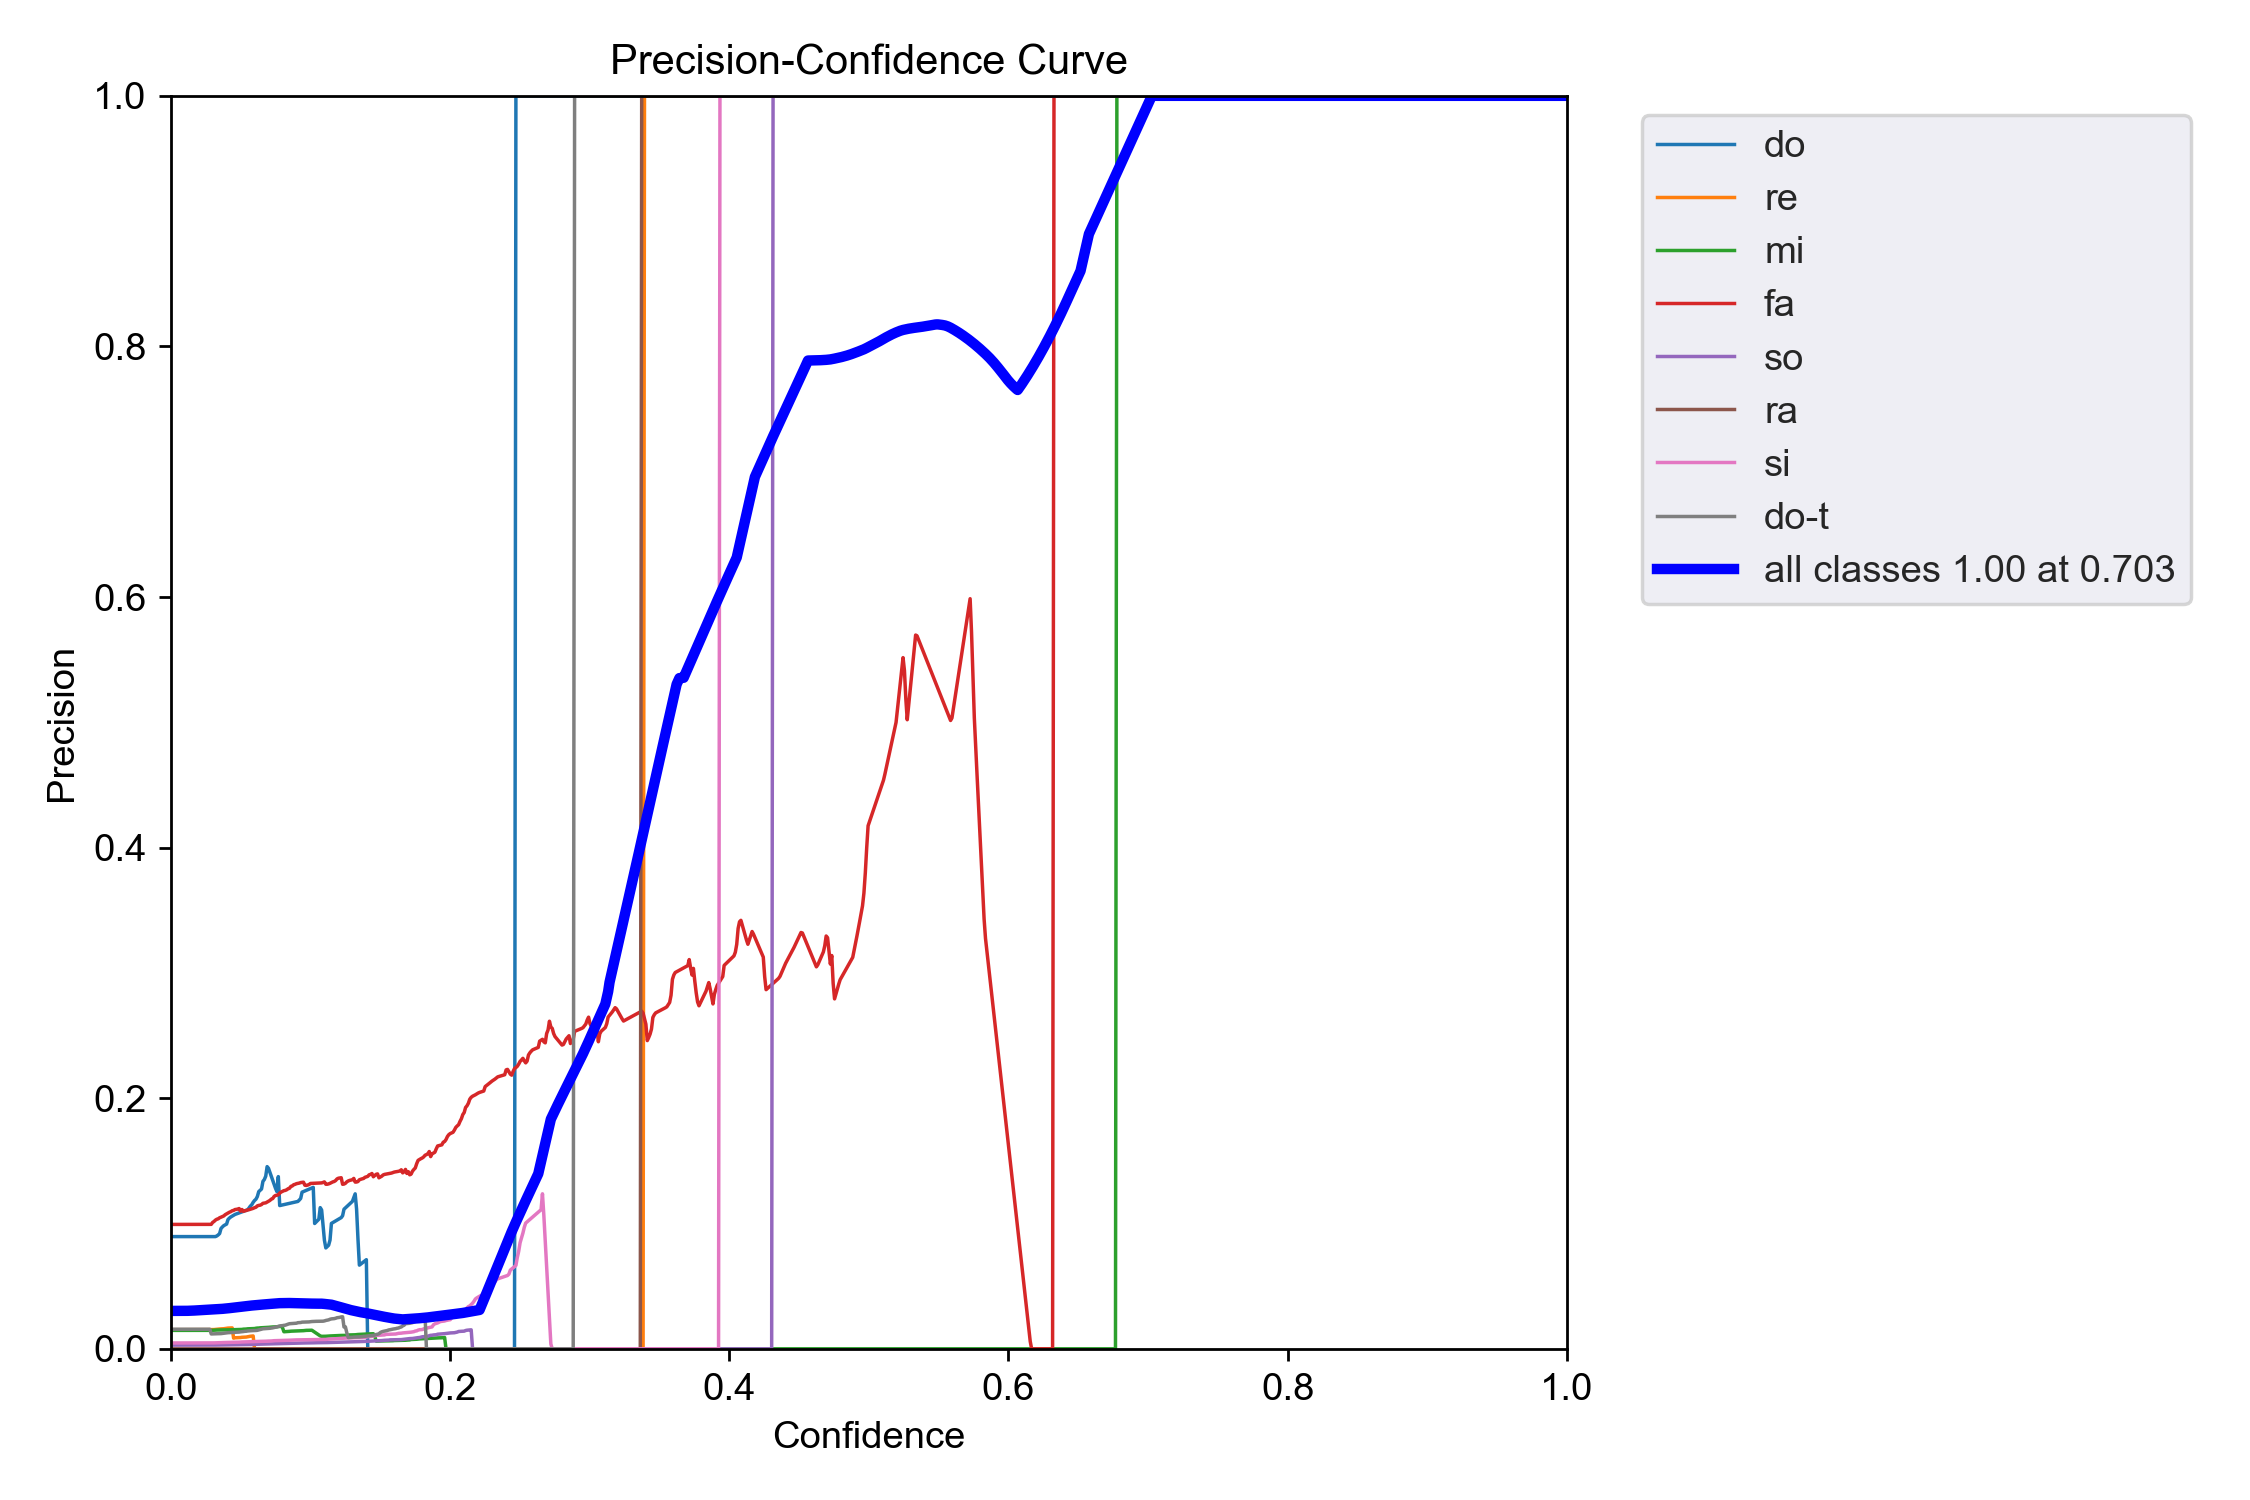 Precision-Confidence Curve
1.0
0.8
0.6
0.4
0.2
0.0
Precision
0.0 0.2 0.4 0.6 0.8 1.0
Confidence
do
re
mi
fa
so
ra
si
do-t
all classes 1.00 at 0.703